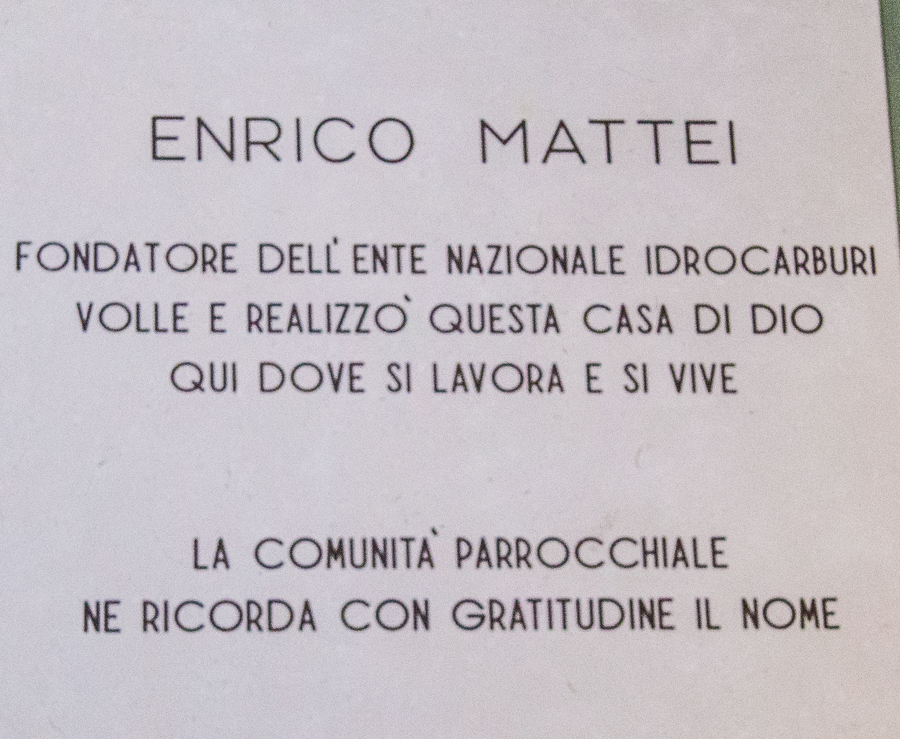 ENRICO MATTEI
FONDATORE DELL' ENTE NAZIONALE IDROCARBURI
VOLLE E REALIZZO` QUESTA CASA DI DIO
QUI DOVE SI LAVORA E SI VIVE
LA COMUNITA` PARROCCHIALE
NE RICORDA CON GRATITUDINE IL NOME